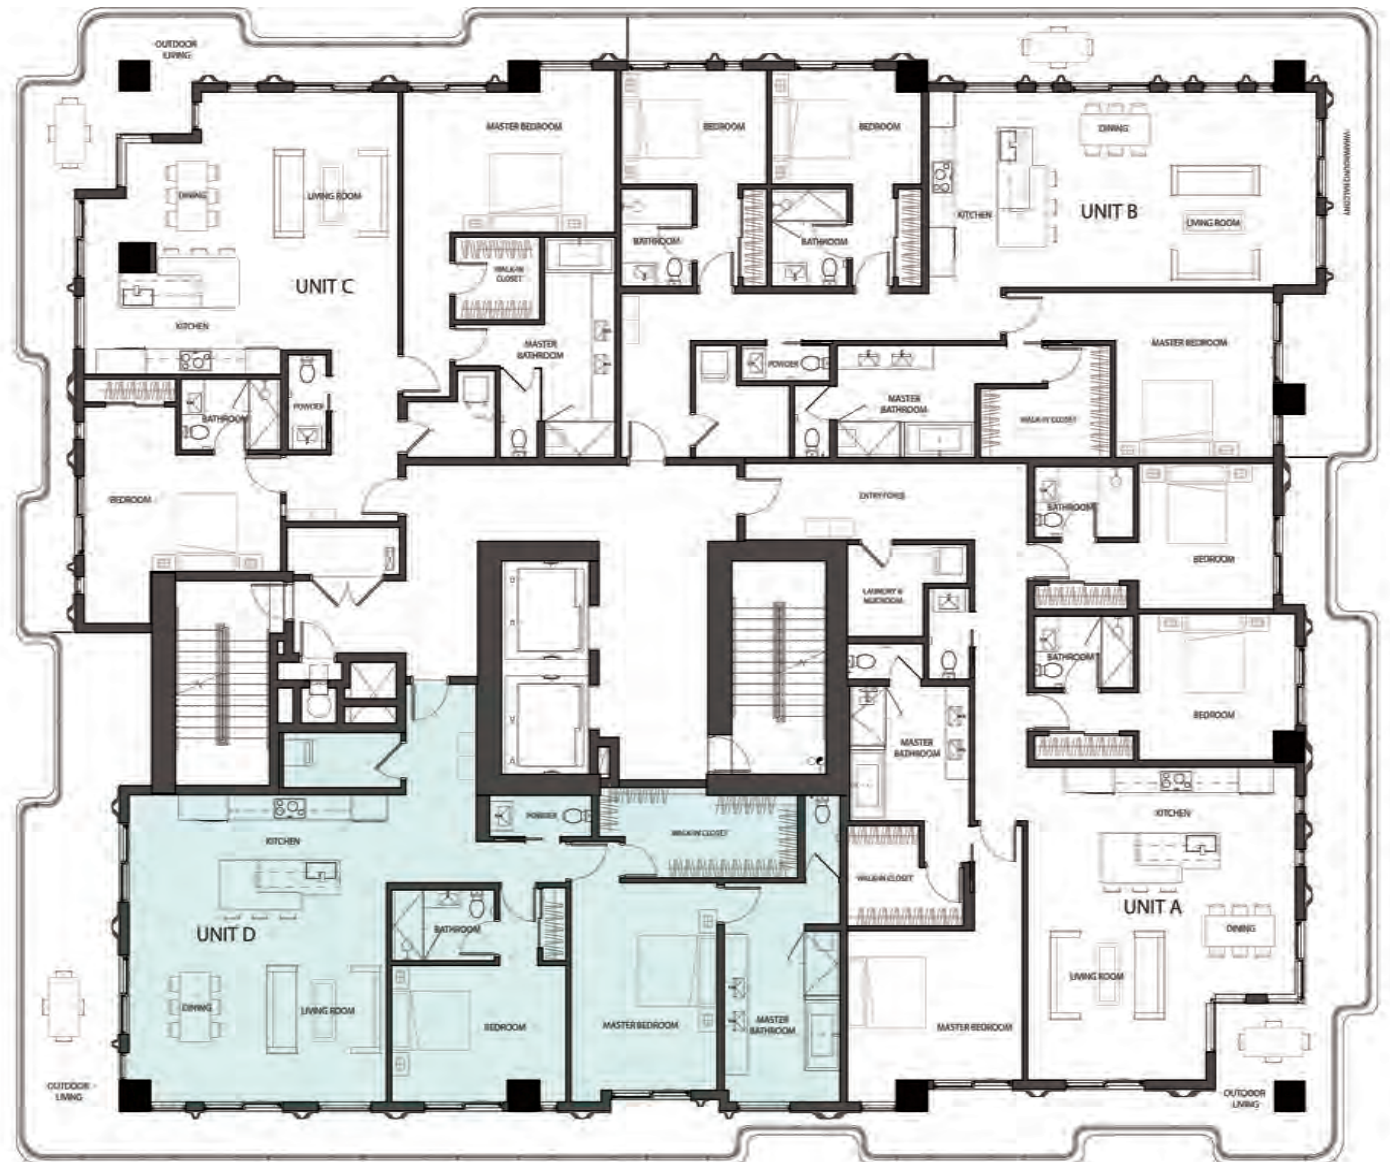 OUTDOOR
LIVING
MASTER BEDROOM
BEDROOM
BEDROOM
DINING
WRAPAROUND BALCONY
DINING
LIVING ROOM
KITCHEN
UNIT B
LIVING ROOM
BATHROOM
BATHROOM
WALK-IN
CLOSET
UNIT C
KITCHEN
MASTER
BATHROOM
MASTER BEDROOM
POWDER
MASTER
BATHROOM
POWDER
BATHROOM
WALK-IN CLOSET
BEDROOM
ENTRY FOYER
BATHROOM
BEDROOM
LAUNDRY &
MUDROOM
BATHROOM
BEDROOM
MASTER
BATHROOM
KITCHEN
POWDER
WALK-IN CLOSET
KITCHEN
WALK-IN CLOSET
UNIT A
UNIT D
BATHROOM
DINING
LIVING ROOM
DINING
LIVING ROOM
BEDROOM
MASTER BEDROOM
MASTER
BATHROOM
MASTER BEDROOM
OUTDOOR
LIVING
OUTDOOR
LIVING